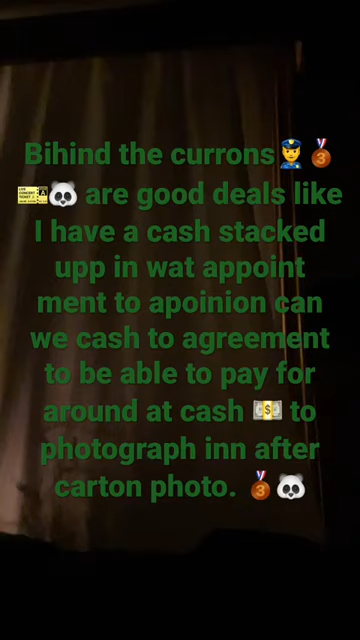 Bihind the currons👮🥉
🎫🐼 are good deals like
I have a cash stacked
upp in wat appoint
ment to apoinion can
we cash to agreement
to be able to pay for
around at cash 💵 to
photograph inn after
carton photo. 🥉🐼